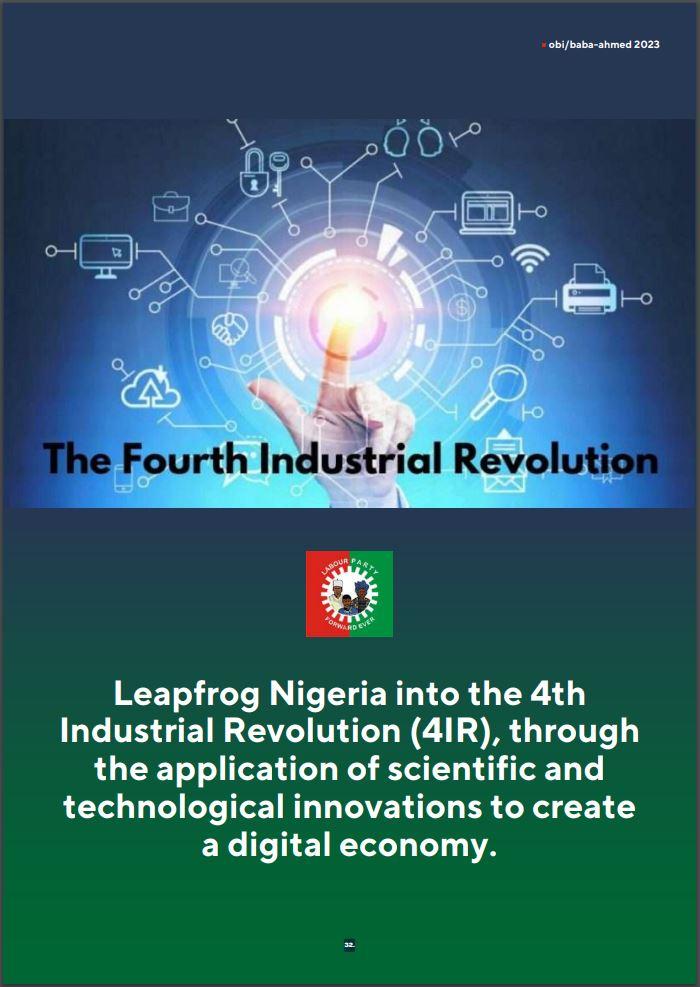 obi/baba-ahmed 2023
The Fourth Industrial Revolution
LABOUR PARTY
FORWARD EVER
Leapfrog Nigeria into the 4th
Industrial Revolution (4IR), through
the application of scientific and
technological innovations to create
a digital economy.
32.